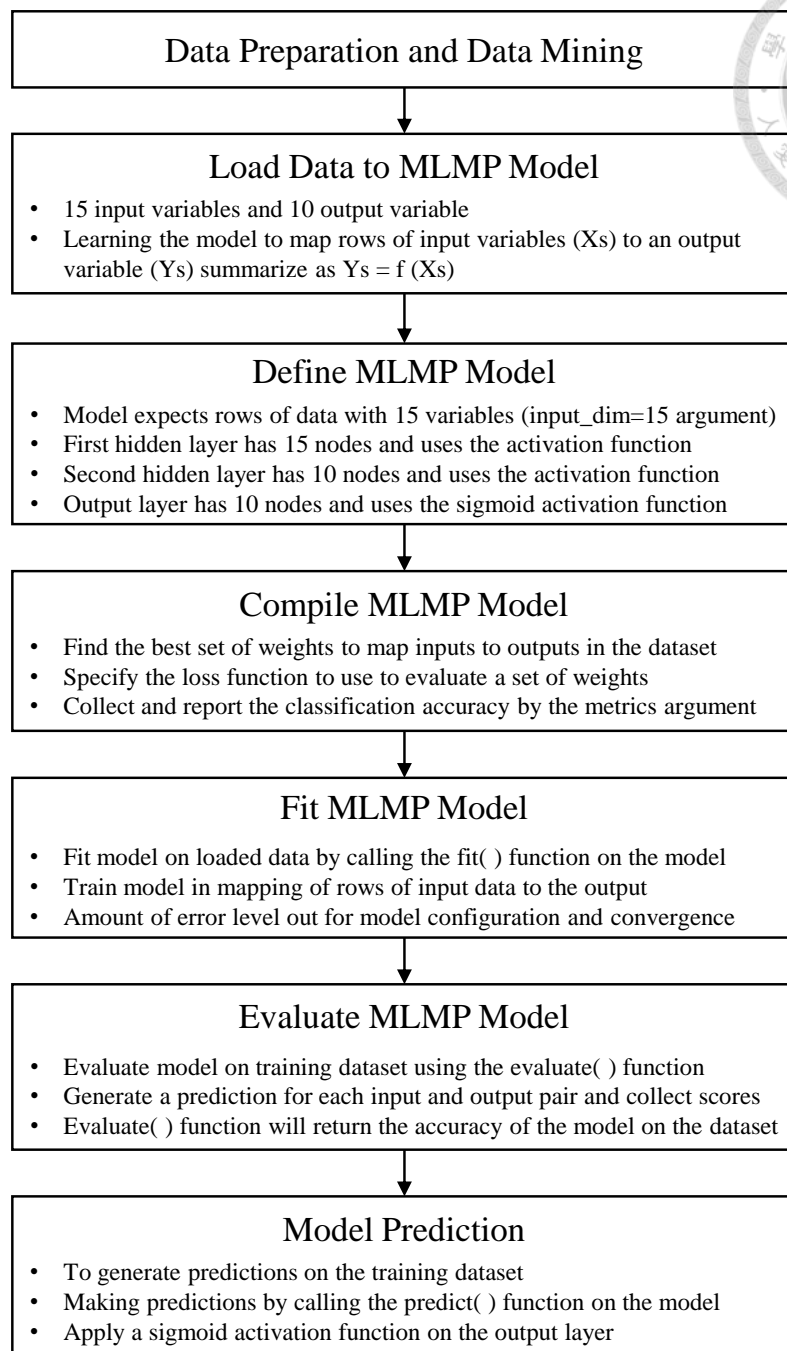 Data Preparation and Data Mining
Load Data to MLMP Model
• 15 input variables and 10 output variable
• Learning the model to map rows of input variables (Xs) to an output
variable (Ys) summarize as Ys = f (Xs)
Define MLMP Model
• Model expects rows of data with 15 variables (input_dim=15 argument)
• First hidden layer has 15 nodes and uses the activation function
• Second hidden layer has 10 nodes and uses the activation function
• Output layer has 10 nodes and uses the sigmoid activation function
Compile MLMP Model
• Find the best set of weights to map inputs to outputs in the dataset
• Specify the loss function to use to evaluate a set of weights
• Collect and report the classification accuracy by the metrics argument
Fit MLMP Model
• Fit model on loaded data by calling the fit( ) function on the model
• Train model in mapping of rows of input data to the output
• Amount of error level out for model configuration and convergence
Evaluate MLMP Model
• Evaluate model on training dataset using the evaluate( ) function
• Generate a prediction for each input and output pair and collect scores
• Evaluate( ) function will return the accuracy of the model on the dataset
Model Prediction
• To generate predictions on the training dataset
• Making predictions by calling the predict( ) function on the model
• Apply a sigmoid activation function on the output layer